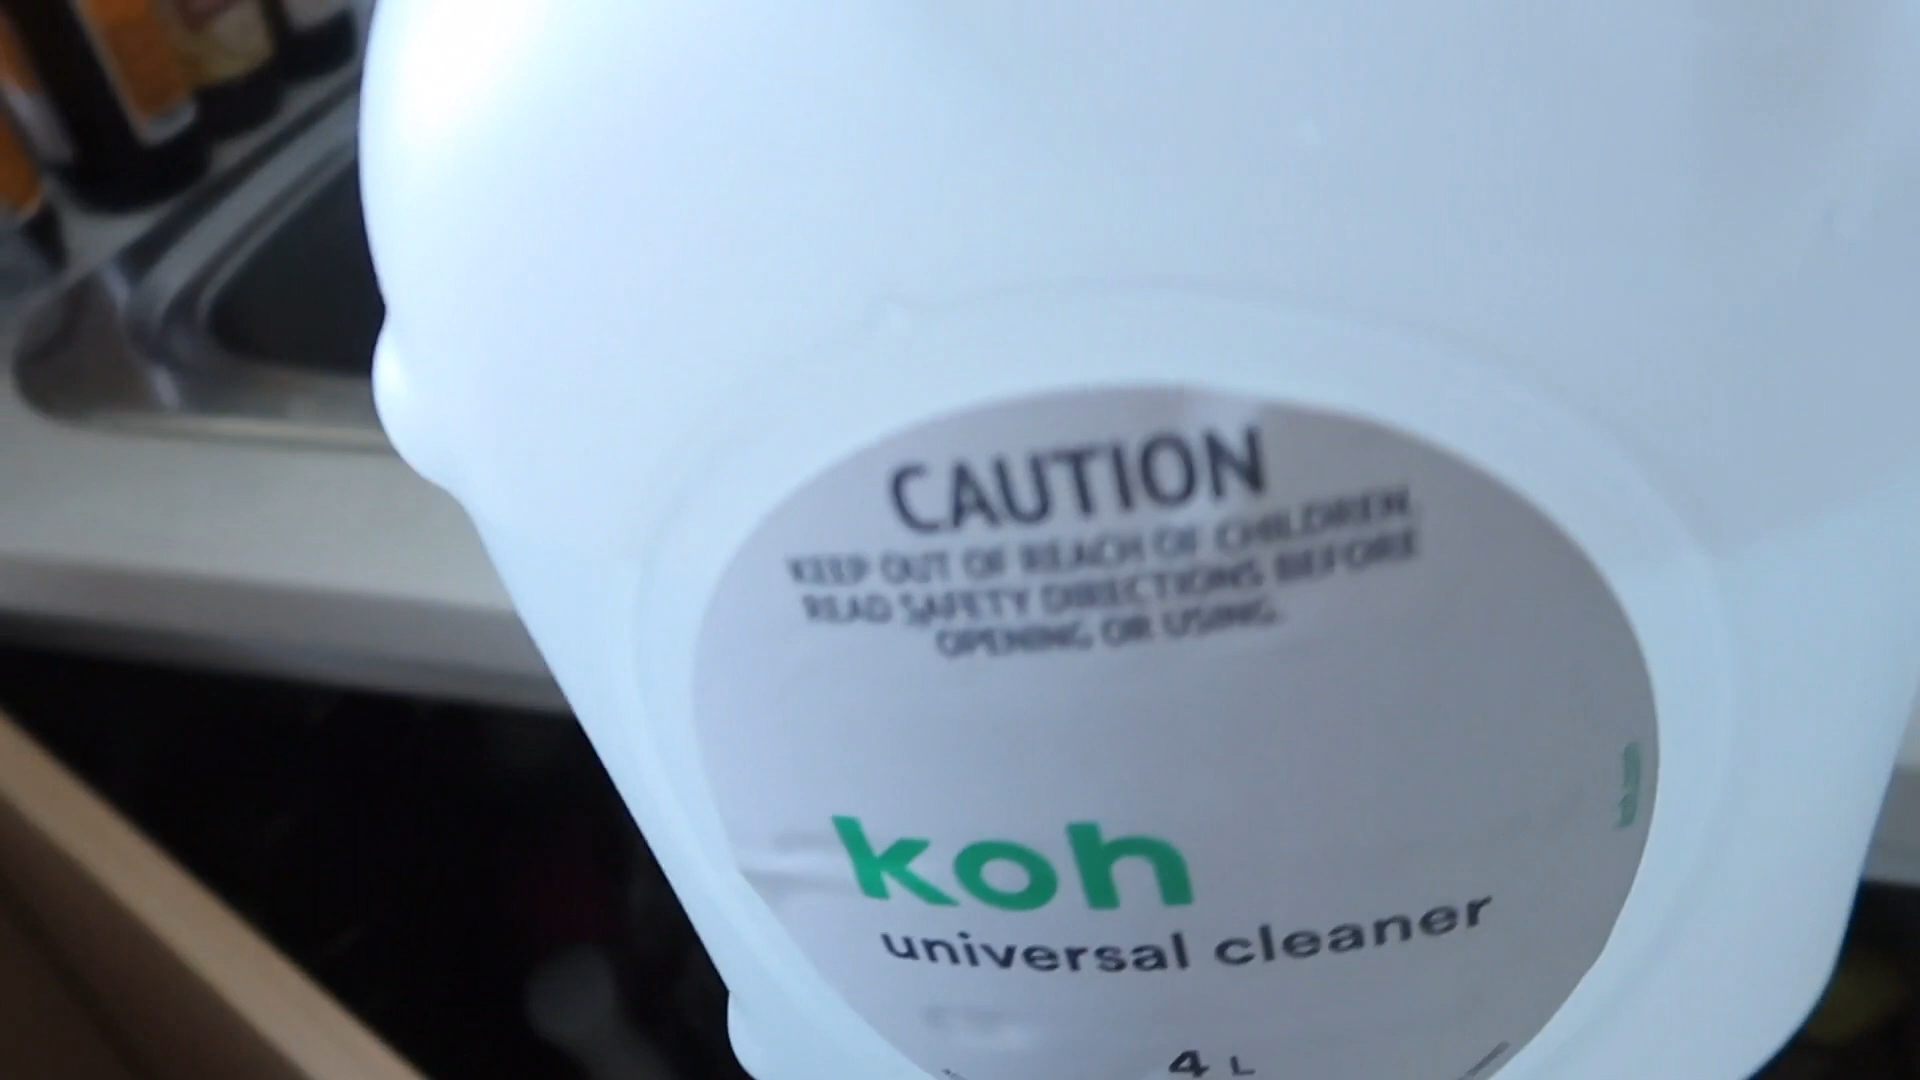 CAUTION
KEEP OUT OF REACH OF CHILDREN.
READ SAFETY DIRECTIONS BEFORE
OPENING OR USING.
koh
universal cleaner
4 L